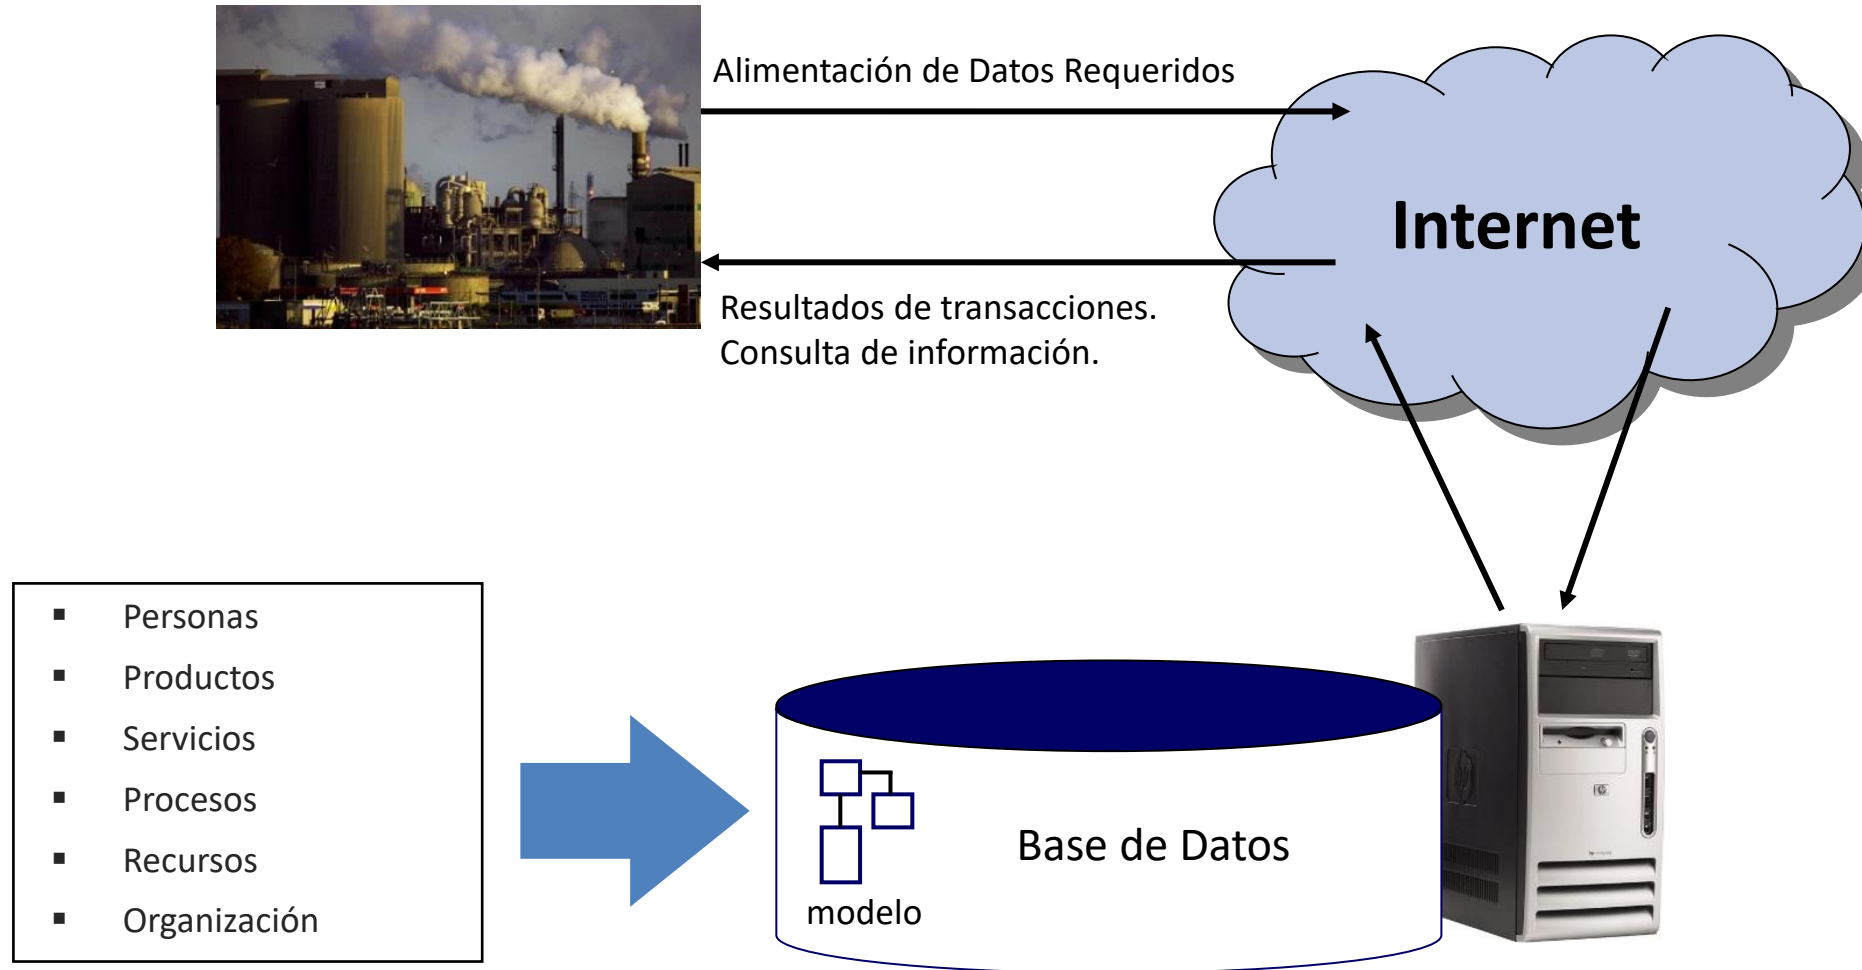 Alimentación de Datos Requeridos
Internet
Resultados de transacciones.
Consulta de información.
▪ Personas
▪ Productos
▪ Servicios
▪ Procesos
▪ Recursos
▪ Organización
modelo
Base de Datos
hp